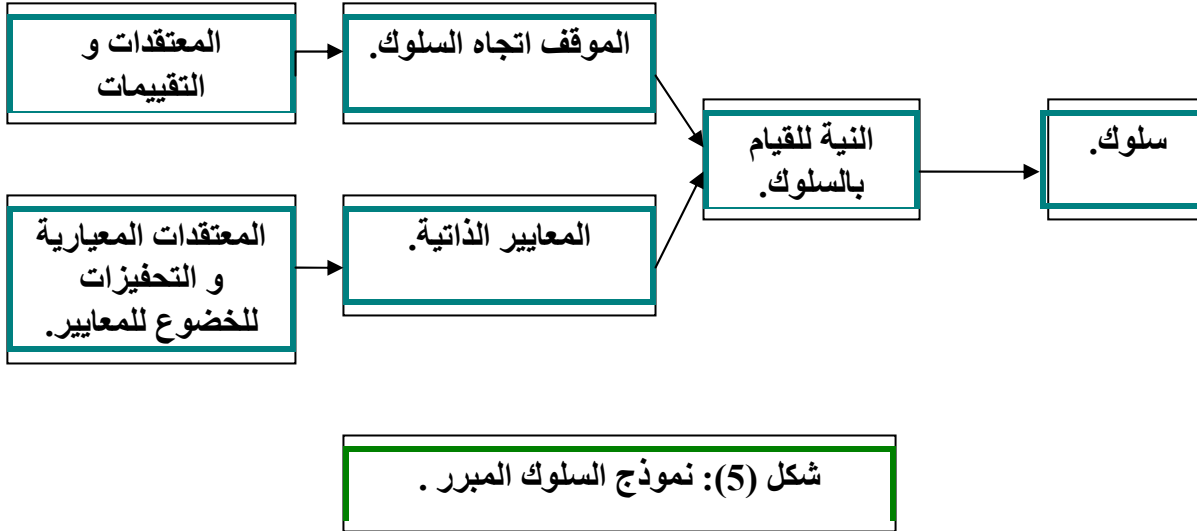 المعتقدات و
التقييمات
الموقف اتجاه السلوك.
النية للقيام
بالسلوك.
سلوك.
المعتقدات المعيارية
و التحفيزات
للخضوع للمعايير.
المعايير الذاتية.
شكل (5): نموذج السلوك المبرر .